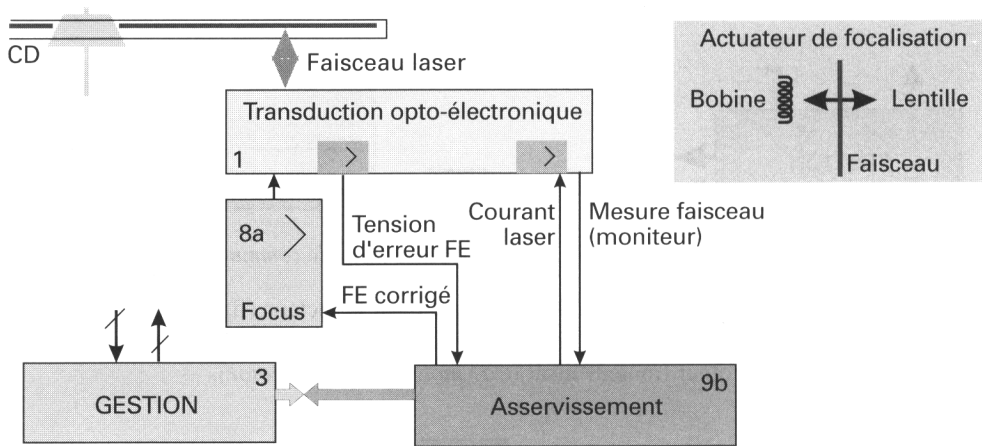 CD
Faisceau laser
Actuateur de focalisation
Bobine
Lentille
Faisceau
Transduction opto-électronique
1
8a
Focus
Tension
d'erreur FE
Courant
laser
Mesure faisceau
(moniteur)
FE corrigé
3
GESTION
9b
Asservissement